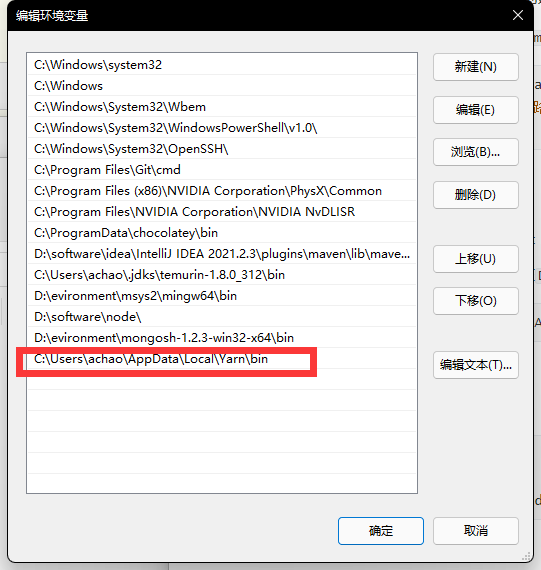 编辑环境变量
C:\Windows\system32
C:\Windows
C:\Windows\System32\Wbem
C:\Windows\System32\WindowsPowerShell\v1.0\
C:\Windows\System32\OpenSSH\
C:\Program Files\Git\cmd
C:\Program Files (x86)\NVIDIA Corporation\PhysX\Common
C:\Program Files\NVIDIA Corporation\NVIDIA NvDLISR
C:\ProgramData\chocolatey\bin
D:\software\idea\IntelliJ IDEA 2021.2.3\plugins\maven\lib\mave...
C:\Users\achao\.jdks\temurin-1.8.0_312\bin
D:\evironment\msys2\mingw64\bin
D:\software\node\
D:\evironment\mongosh-1.2.3-win32-x64\bin
C:\Users\achao\AppData\Local\Yarn\bin
新建(N)
编辑(E)
浏览(B)...
删除(D)
上移(U)
下移(O)
编辑文本(T)...
确定
取消